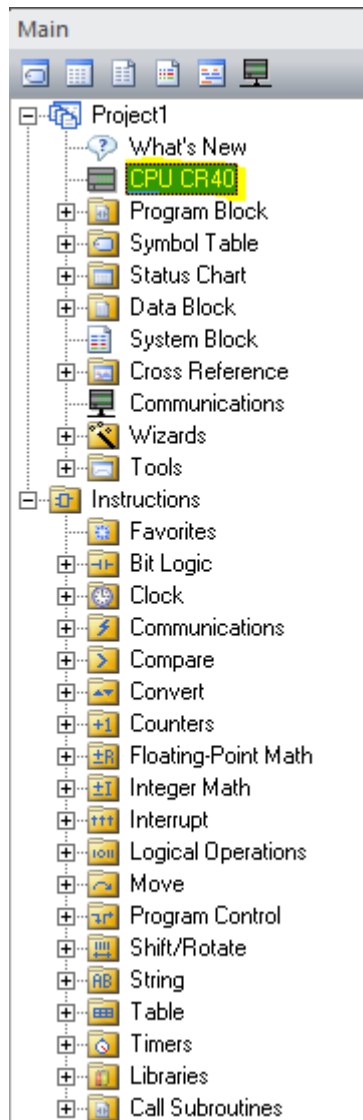 Main
Project1
What's New
CPU CR40
Program Block
Symbol Table
Status Chart
Data Block
System Block
Cross Reference
Communications
Wizards
Tools
Instructions
Favorites
Bit Logic
Clock
Communications
Compare
Convert
Counters
Floating-Point Math
Integer Math
Interrupt
Logical Operations
Move
Program Control
Shift/Rotate
String
Table
Timers
Libraries
Call Subroutines